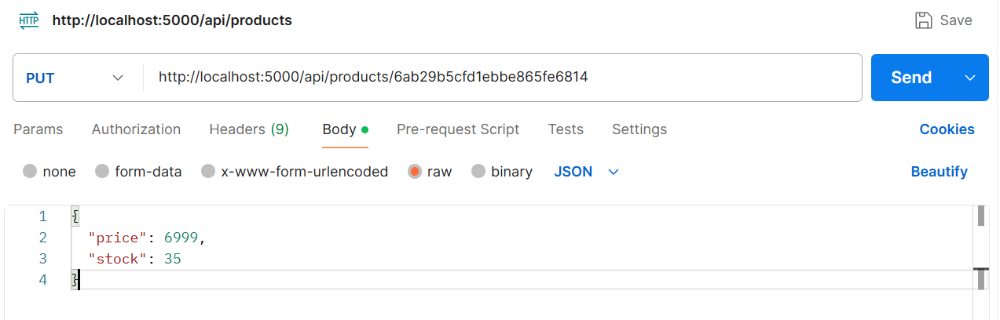 HTTP http://localhost:5000/api/products Save
PUT http://localhost:5000/api/products/6ab29b5cfd1ebbe865fe6814 Send
Params Authorization Headers (9) Body Pre-request Script Tests Settings Cookies
none form-data x-www-form-urlencoded raw binary JSON Beautify
1 {
2 "price": 6999,
3 "stock": 35
4 }